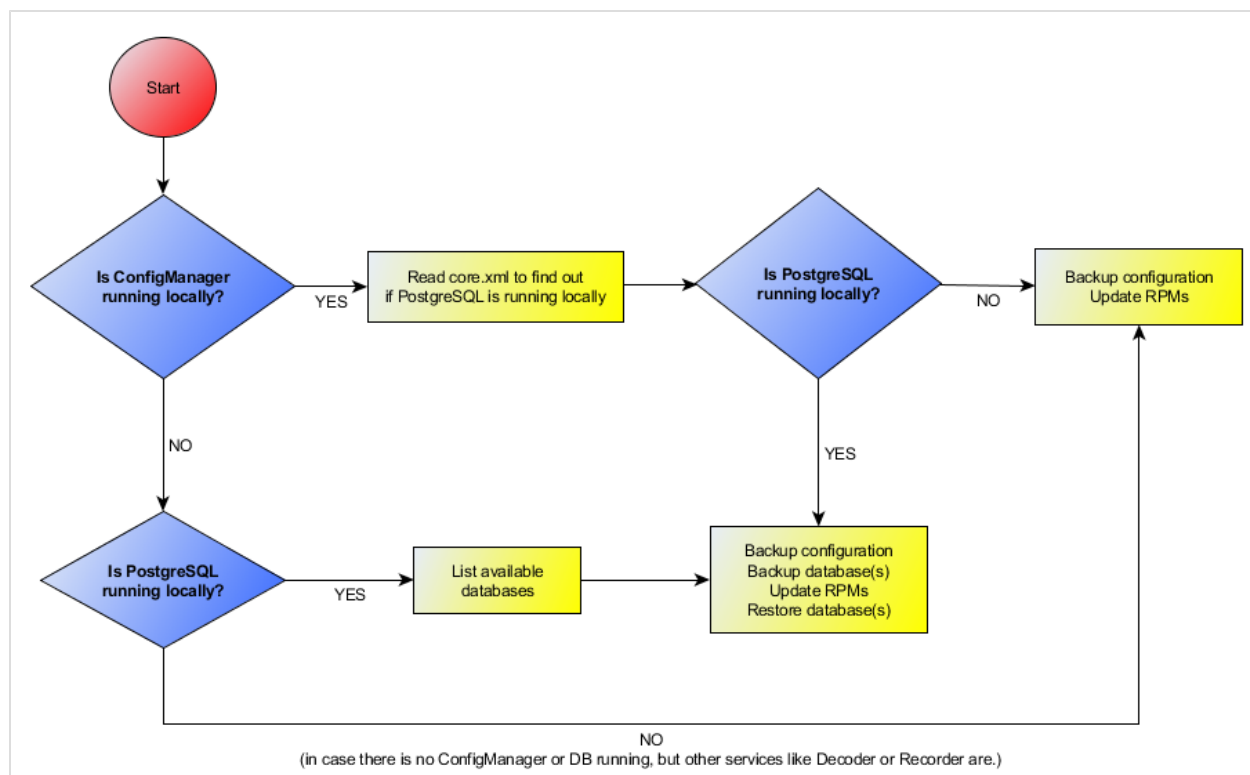 Start
Is ConfigManager
running locally?
YES
Read core.xml to find out
if PostgreSQL is running locally
Is PostgreSQL
running locally?
NO
Backup configuration
Update RPMs
NO
YES
Is PostgreSQL
running locally?
YES
List available
databases
Backup configuration
Backup database(s)
Update RPMs
Restore database(s)
NO
(in case there is no ConfigManager or DB running, but other services like Decoder or Recorder are.)